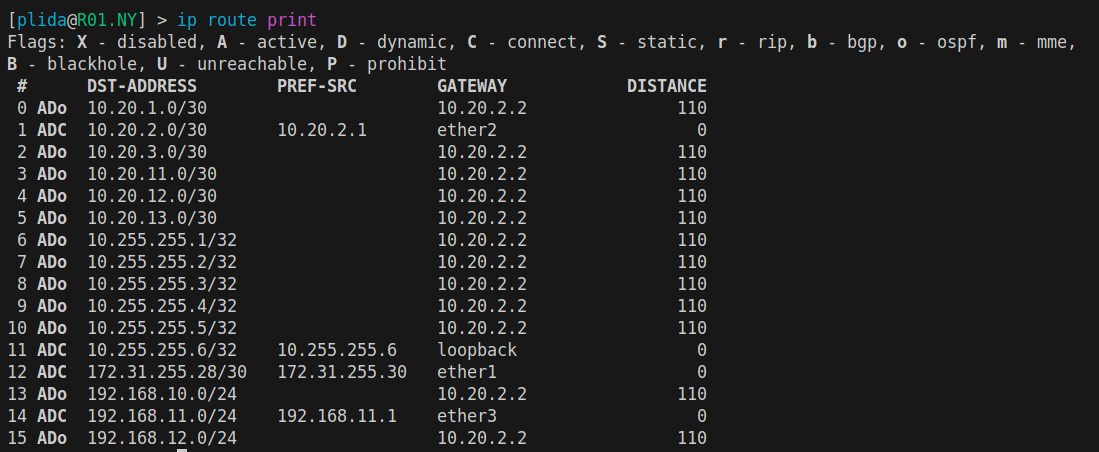 [plida@R01.NY] > ip route print
Flags: X - disabled, A - active, D - dynamic, C - connect, S - static, r - rip, b - bgp, o - ospf, m - mme,
B - blackhole, U - unreachable, P - prohibit
 #      DST-ADDRESS        PREF-SRC        GATEWAY            DISTANCE
 0 ADo  10.20.1.0/30                       10.20.2.2               110
 1 ADC  10.20.2.0/30       10.20.2.1       ether2                    0
 2 ADo  10.20.3.0/30                       10.20.2.2               110
 3 ADo  10.20.11.0/30                      10.20.2.2               110
 4 ADo  10.20.12.0/30                      10.20.2.2               110
 5 ADo  10.20.13.0/30                      10.20.2.2               110
 6 ADo  10.255.255.1/32                    10.20.2.2               110
 7 ADo  10.255.255.2/32                    10.20.2.2               110
 8 ADo  10.255.255.3/32                    10.20.2.2               110
 9 ADo  10.255.255.4/32                    10.20.2.2               110
10 ADo  10.255.255.5/32                    10.20.2.2               110
11 ADC  10.255.255.6/32    10.255.255.6    loopback                  0
12 ADC  172.31.255.28/30   172.31.255.30   ether1                    0
13 ADo  192.168.10.0/24                    10.20.2.2               110
14 ADC  192.168.11.0/24    192.168.11.1    ether3                    0
15 ADo  192.168.12.0/24                    10.20.2.2               110